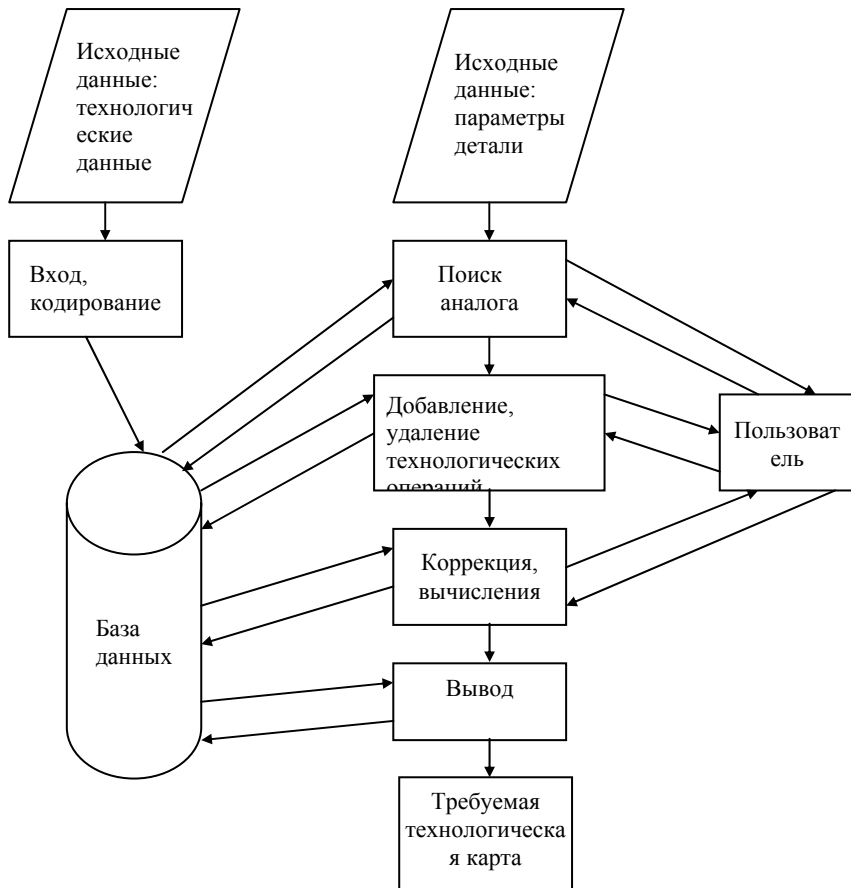 Исходные
данные:
технологич
еские
данные
Исходные
данные:
параметры
детали
Вход,
кодирование
Поиск
аналога
Добавление,
удаление
технологических
операций
Пользоват
ель
Коррекция,
вычисления
База
данных
Вывод
Требуемая
технологическа
я карта